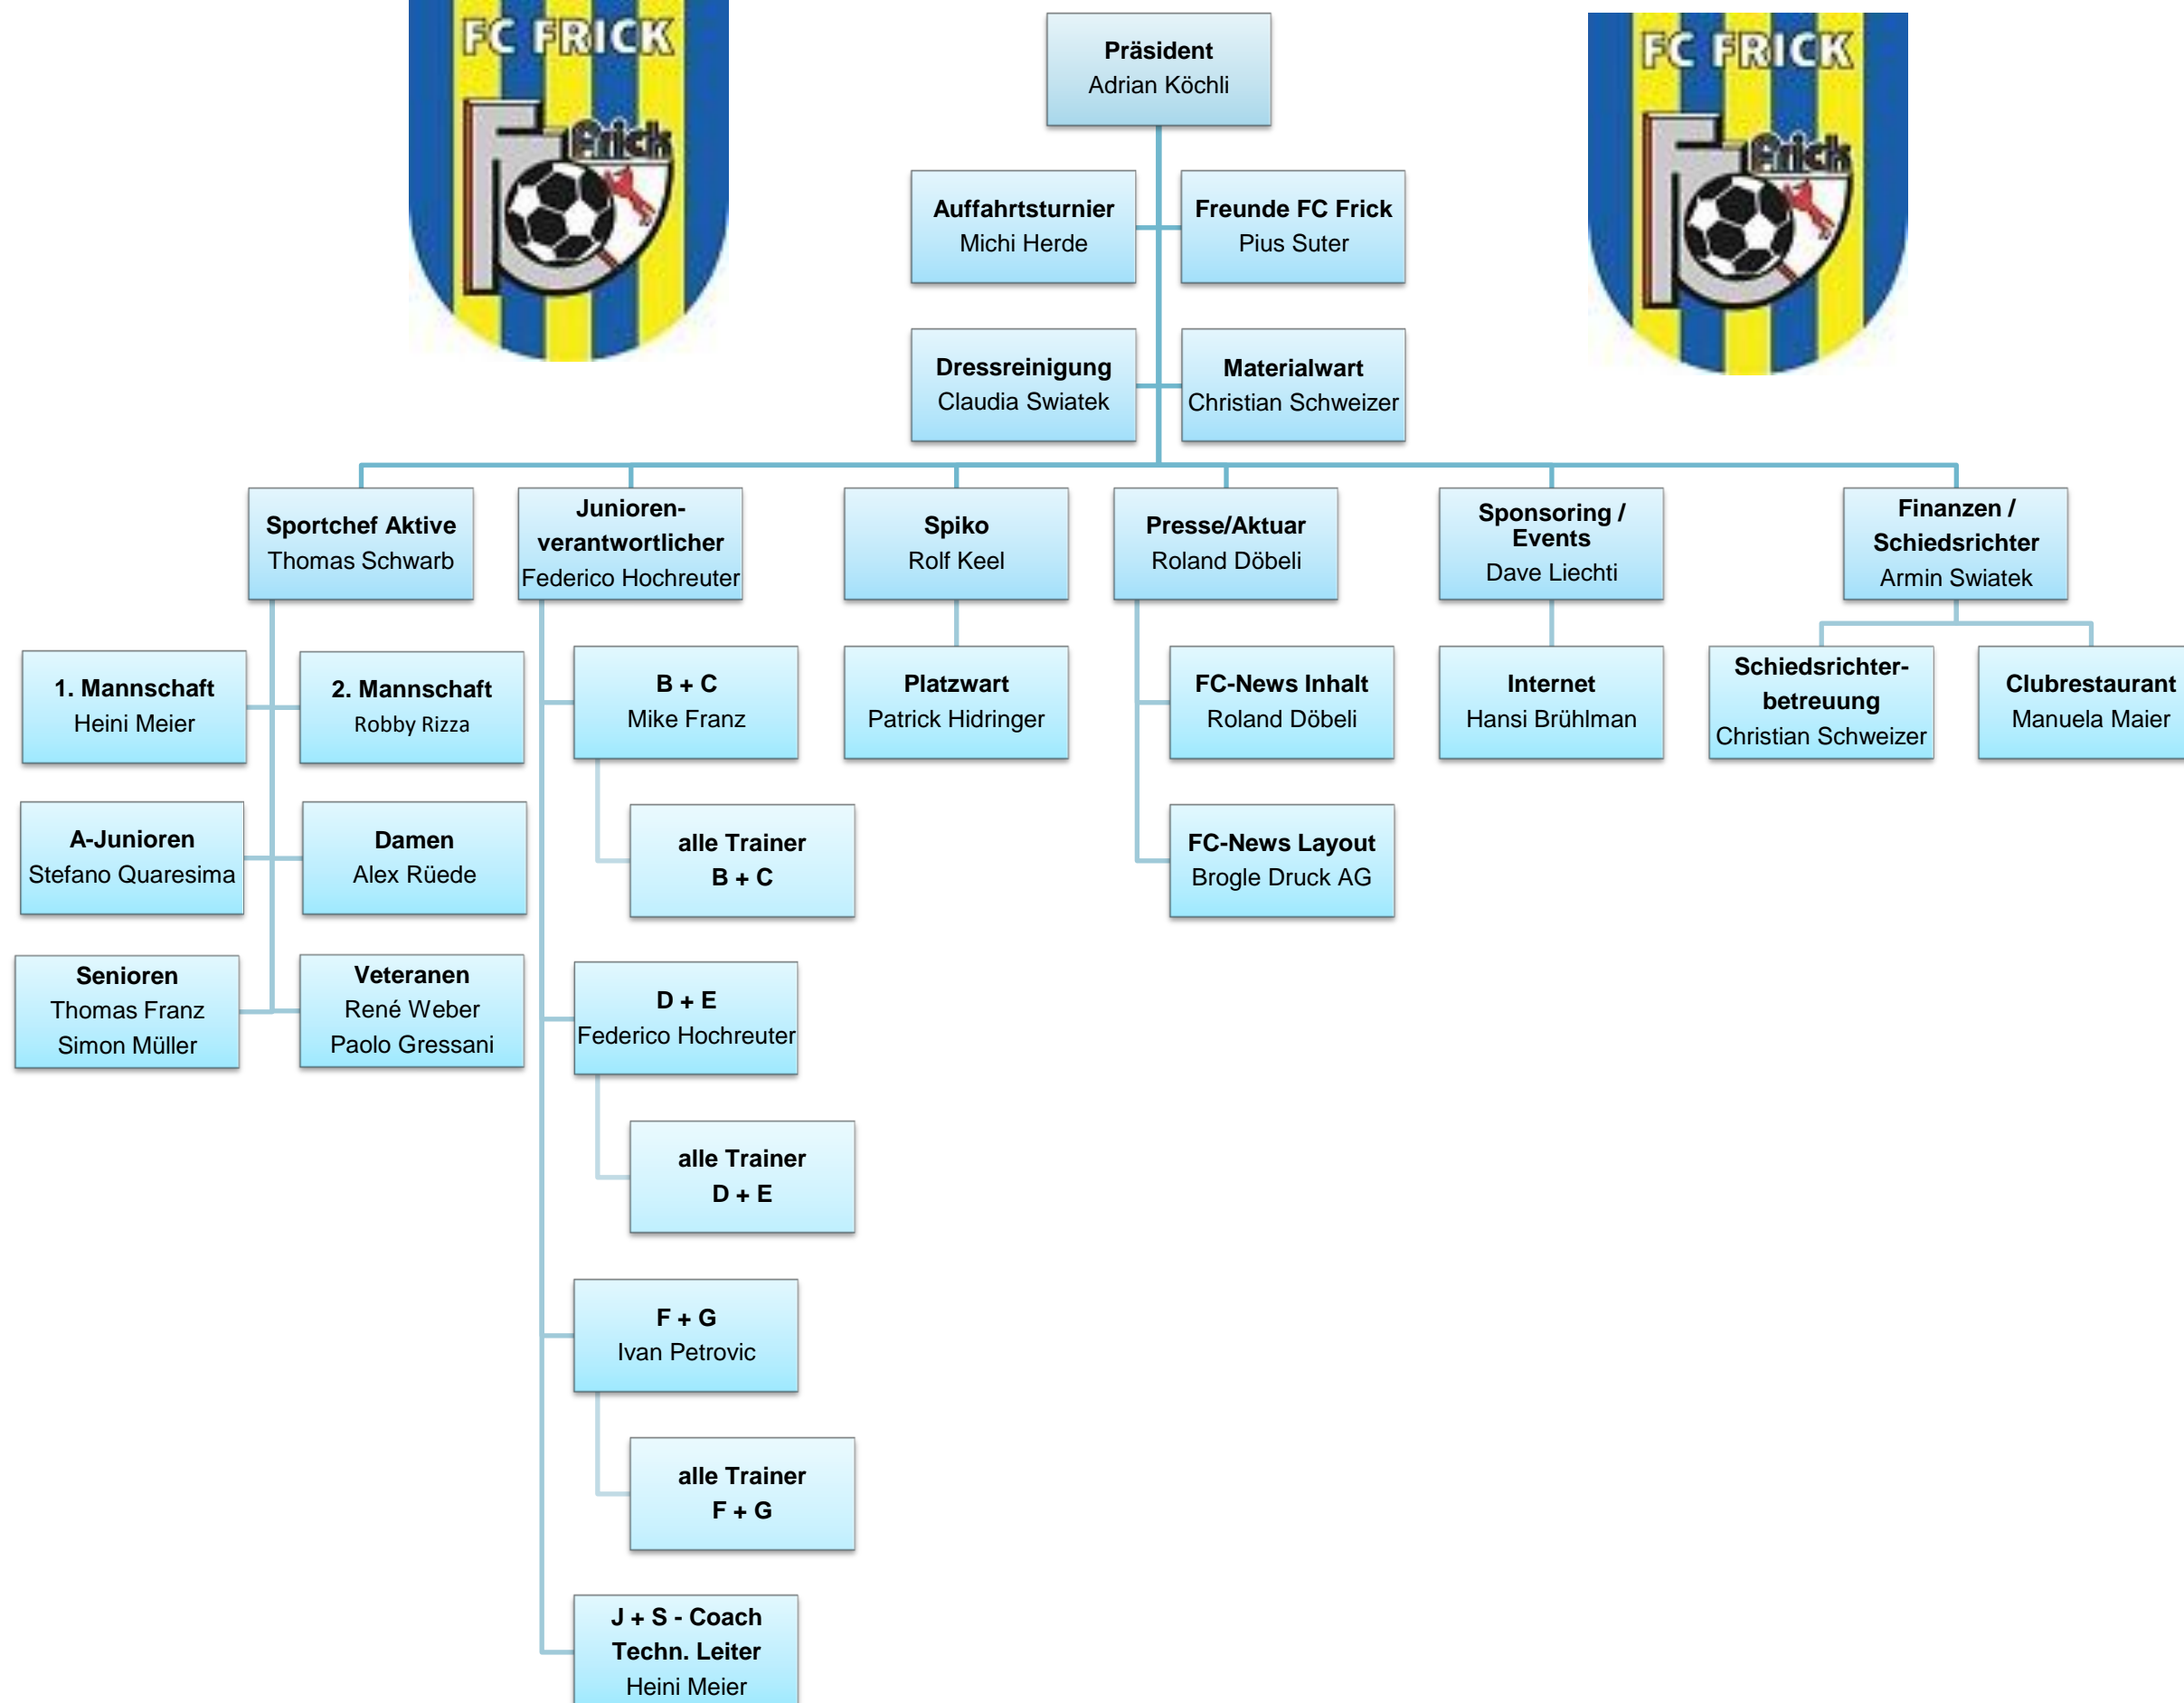 FC FRICK
Frick
Präsident
Adrian Köchli
FC FRICK
Frick
Auffahrtsturnier
Michi Herde
Freunde FC Frick
Pius Suter
Dressreinigung
Claudia Swiatek
Materialwart
Christian Schweizer
Sportchef Aktive
Thomas Schwarb
Junioren-
verantwortlicher
Federico Hochreuter
Spiko
Rolf Keel
Presse/Aktuar
Roland Döbeli
Sponsoring /
Events
Dave Liechti
Finanzen /
Schiedsrichter
Armin Swiatek
1. Mannschaft
Heini Meier
2. Mannschaft
Robby Rizza
B + C
Mike Franz
Platzwart
Patrick Hidringer
FC-News Inhalt
Roland Döbeli
Internet
Hansi Brühlman
Schiedsrichter-
betreuung
Christian Schweizer
Clubrestaurant
Manuela Maier
A-Junioren
Stefano Quaresima
Damen
Alex Rüede
alle Trainer
B + C
FC-News Layout
Brogle Druck AG
Senioren
Thomas Franz
Simon Müller
Veteranen
René Weber
Paolo Gressani
D + E
Federico Hochreuter
alle Trainer
D + E
F + G
Ivan Petrovic
alle Trainer
F + G
J + S - Coach
Techn. Leiter
Heini Meier